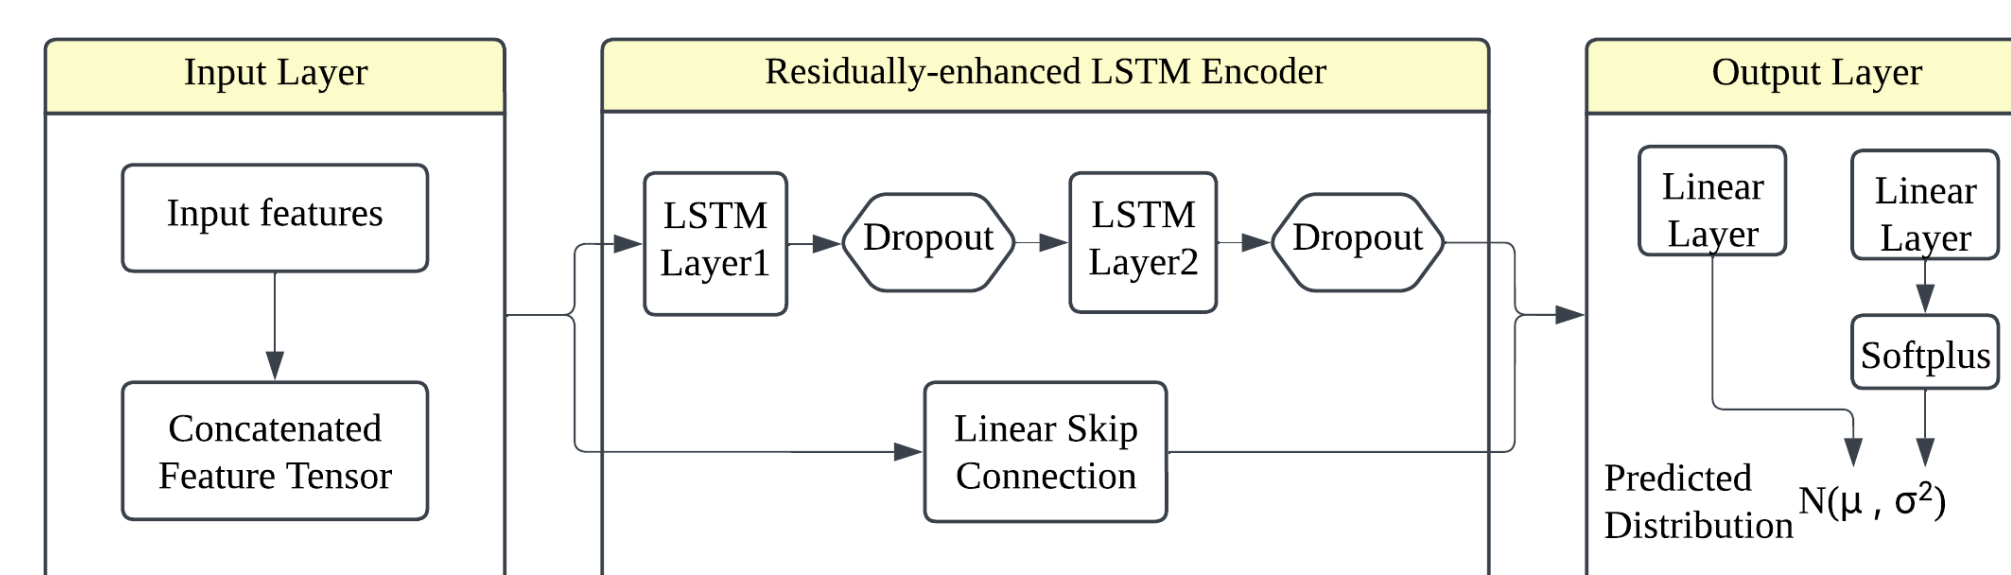 Input Layer
Input features
Concatenated
Feature Tensor
Residually-enhanced LSTM Encoder
LSTM
Layer1
Dropout
LSTM
Layer2
Dropout
Linear Skip
Connection
Output Layer
Linear
Layer
Linear
Layer
Softplus
Predicted
Distribution
N(μ , σ²)